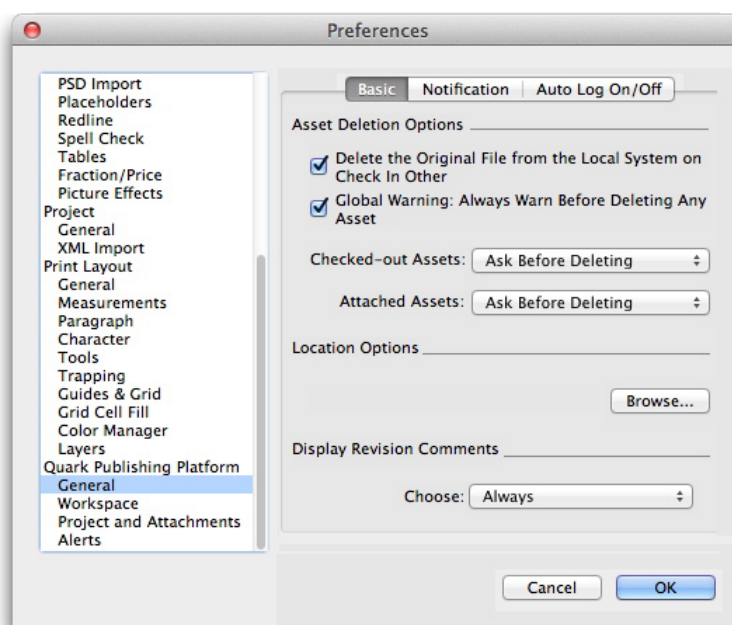 Preferences
PSD Import
Placeholders
Redline
Spell Check
Tables
Fraction/Price
Picture Effects
Project
General
XML Import
Print Layout
General
Measurements
Paragraph
Character
Tools
Trapping
Guides & Grid
Grid Cell Fill
Color Manager
Layers
Quark Publishing Platform
General
Workspace
Project and Attachments
Alerts
Basic Notification Auto Log On/Off
Asset Deletion Options
Delete the Original File from the Local System on
Check In Other
Global Warning: Always Warn Before Deleting Any
Asset
Checked-out Assets: Ask Before Deleting
Attached Assets: Ask Before Deleting
Location Options
Browse...
Display Revision Comments
Choose: Always
Cancel OK